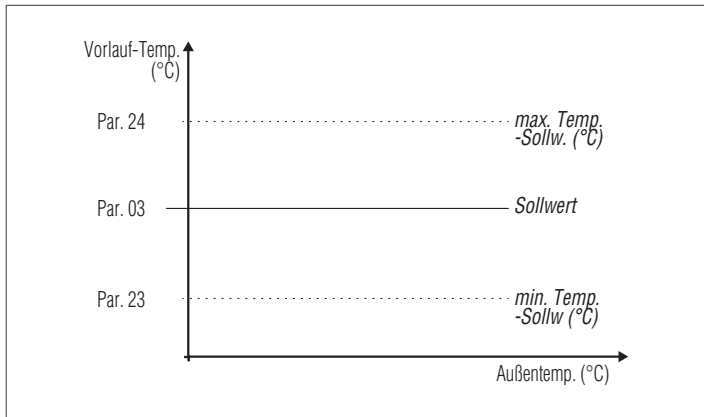 Vorlauf-Temp.
(°C)
Par. 24
max. Temp.
-Sollw. (°C)
Par. 03
Sollwert
Par. 23
min. Temp.
-Sollw (°C)
Außentemp. (°C)